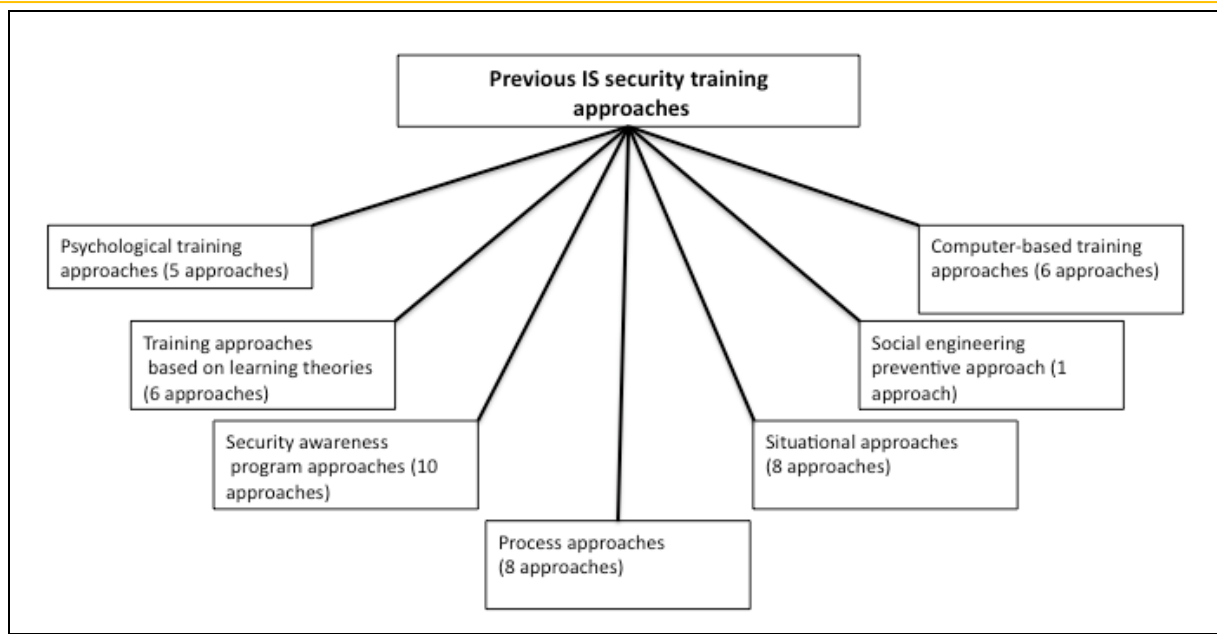 Previous IS security training
approaches
Psychological training
approaches (5 approaches)
Computer-based training
approaches (6 approaches)
Training approaches
based on learning theories
(6 approaches)
Social engineering
preventive approach (1
approach)
Security awareness
program approaches (10
approaches)
Situational approaches
(8 approaches)
Process approaches
(8 approaches)